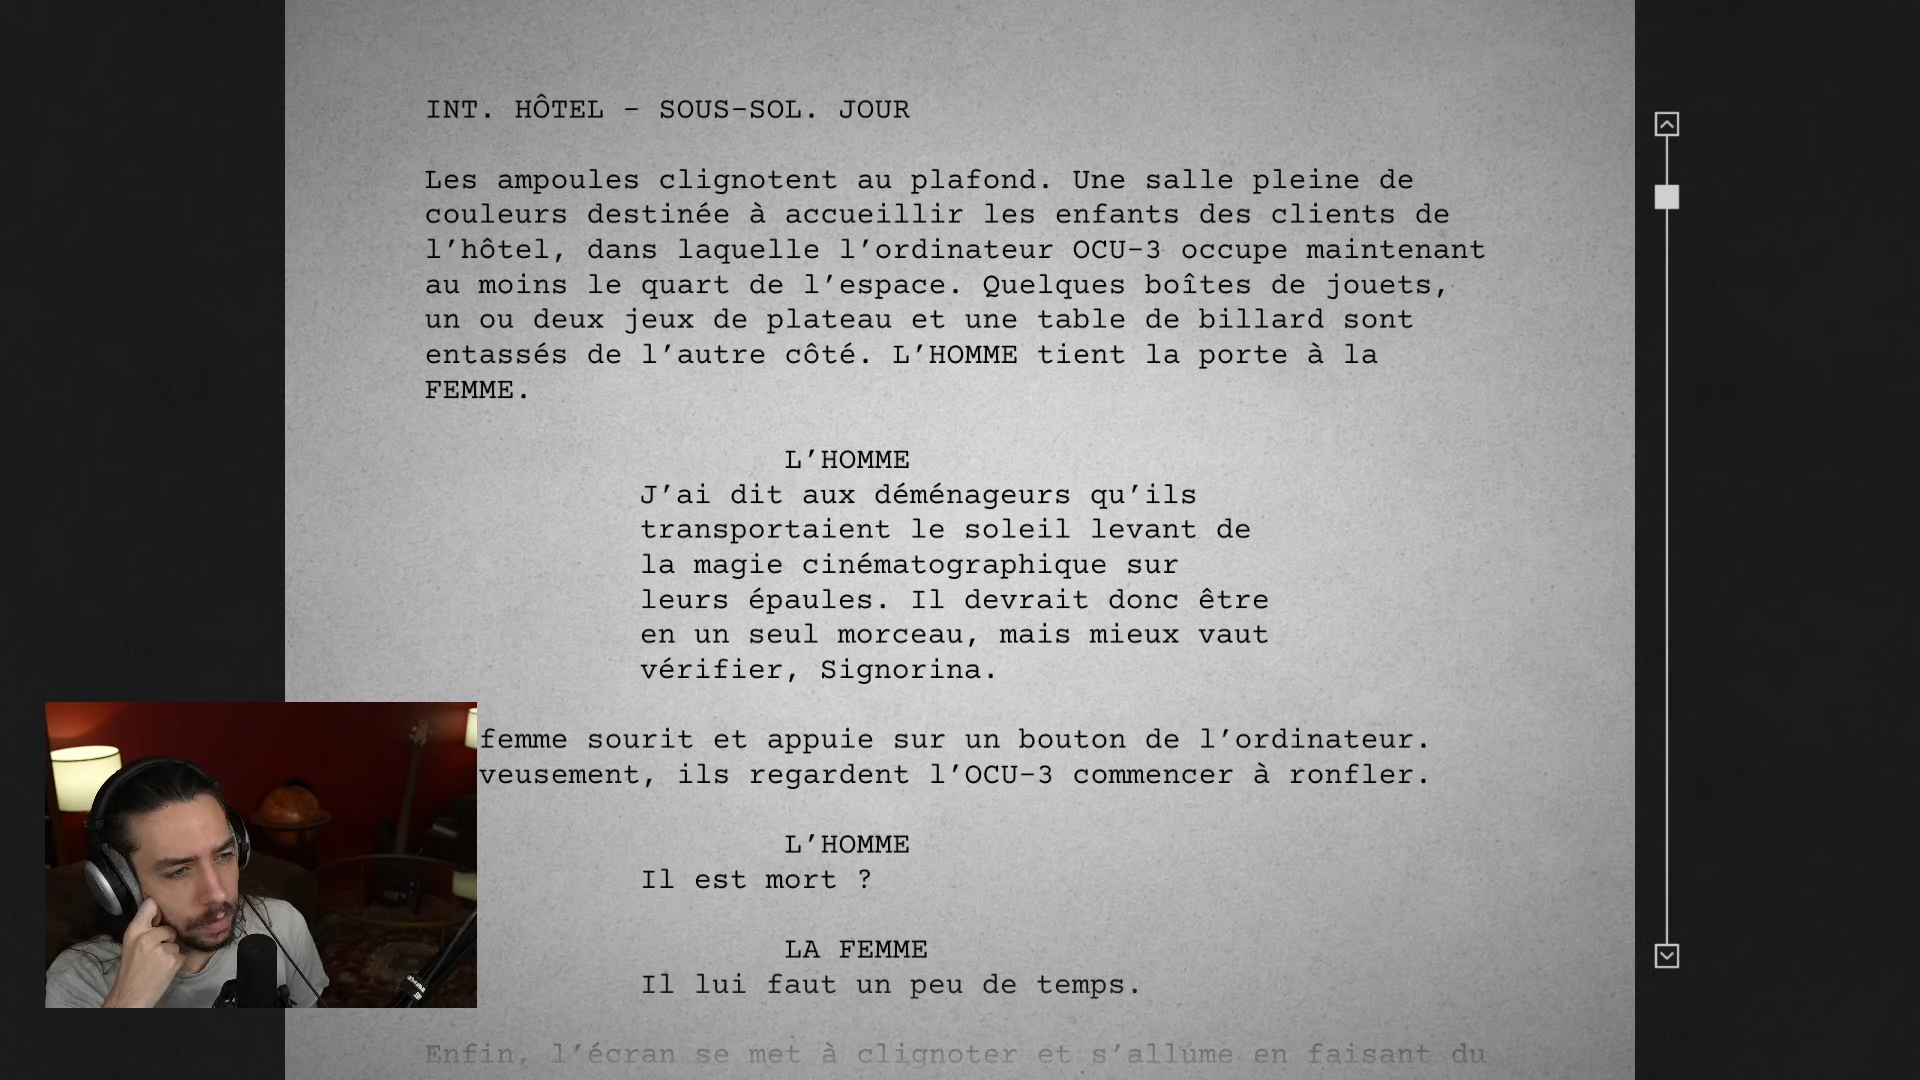 INT. HÔTEL - SOUS-SOL. JOUR
Les ampoules clignotent au plafond. Une salle pleine de
couleurs destinée à accueillir les enfants des clients de
l’hôtel, dans laquelle l’ordinateur OCU-3 occupe maintenant
au moins le quart de l’espace. Quelques boîtes de jouets,
un ou deux jeux de plateau et une table de billard sont
entassés de l’autre côté. L’HOMME tient la porte à la
FEMME.
L’HOMME
J’ai dit aux déménageurs qu’ils
transportaient le soleil levant de
la magie cinématographique sur
leurs épaules. Il devrait donc être
en un seul morceau, mais mieux vaut
vérifier, Signorina.
femme sourit et appuie sur un bouton de l’ordinateur.
veusement, ils regardent l’OCU-3 commencer à ronfler.
L’HOMME
Il est mort ?
LA FEMME
Il lui faut un peu de temps.
Enfin, l’écran se met à clignoter et s’allume en faisant du